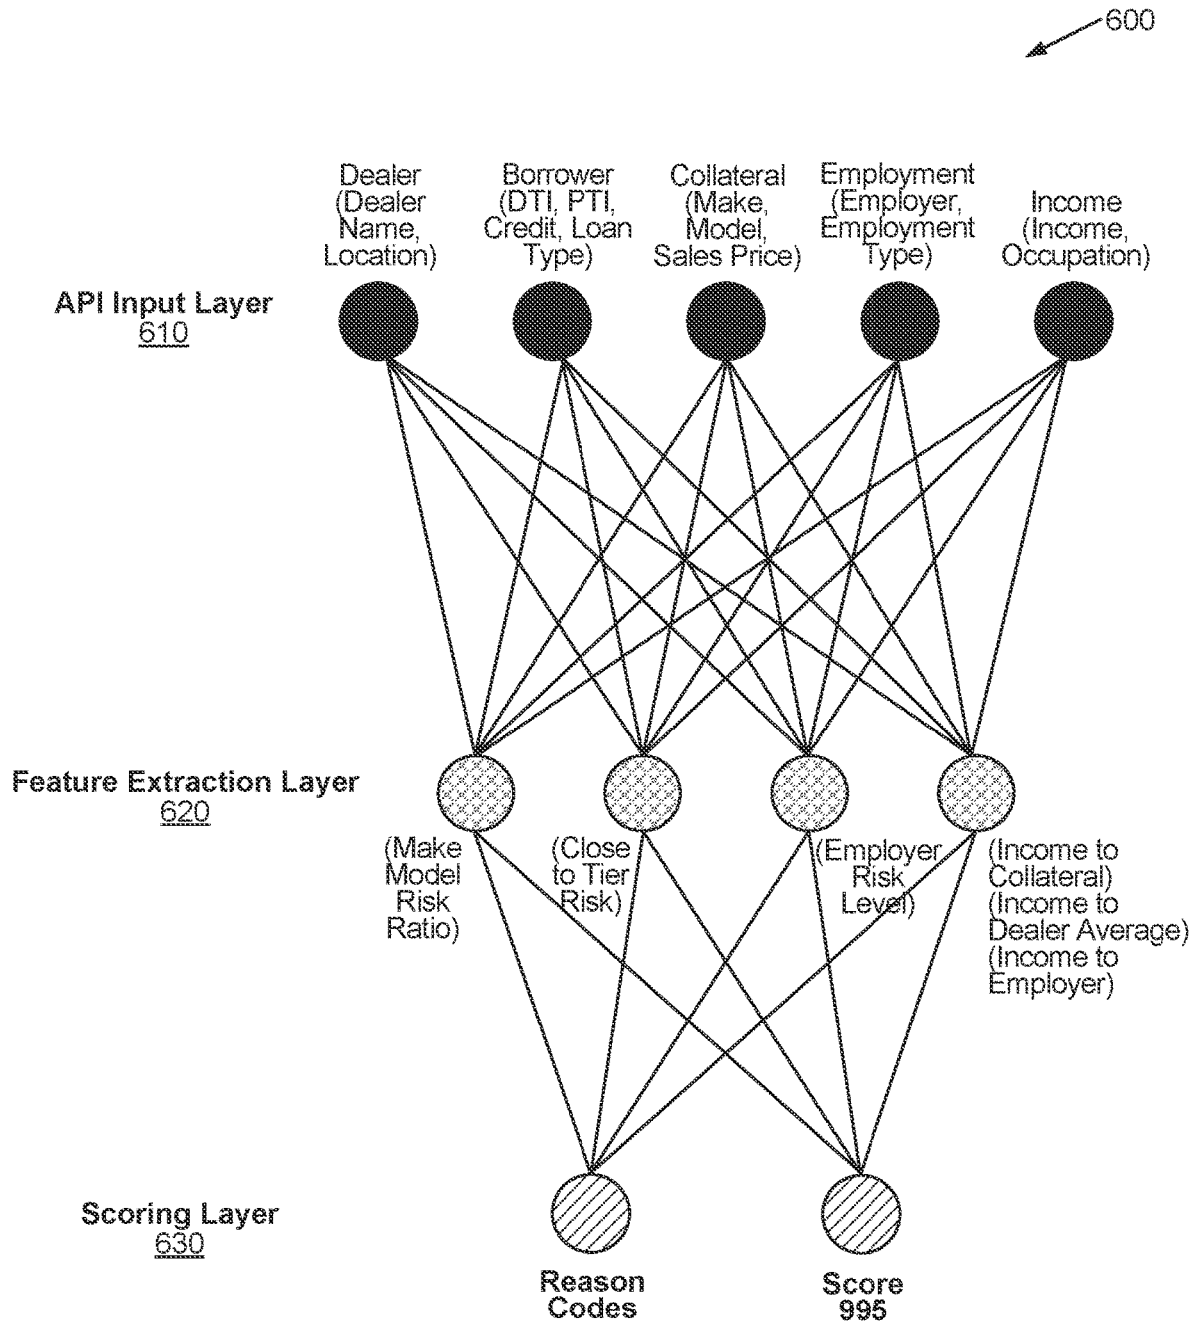 600
Dealer
(Dealer
Name,
Location)
Borrower
(DTI, PTI,
Credit, Loan
Type)
Collateral
(Make,
Model,
Sales Price)
Employment
(Employer,
Employment
Type)
Income
(Income,
Occupation)
API Input Layer
610
Feature Extraction Layer
620
(Make
Model
Risk
Ratio)
(Close
to Tier
Risk)
(Employer
Risk
Level)
(Income to
Collateral)
(Income to
Dealer Average)
(Income to
Employer)
Scoring Layer
630
Reason
Codes
Score
995